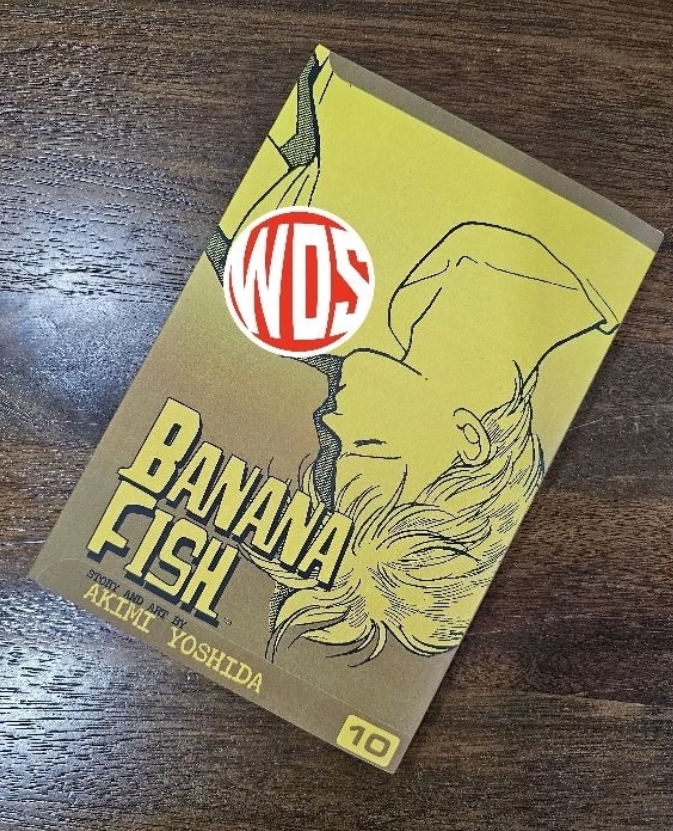 WDS
BANANA
FISH
STORY AND ART BY
AKIMI YOSHIDA
10